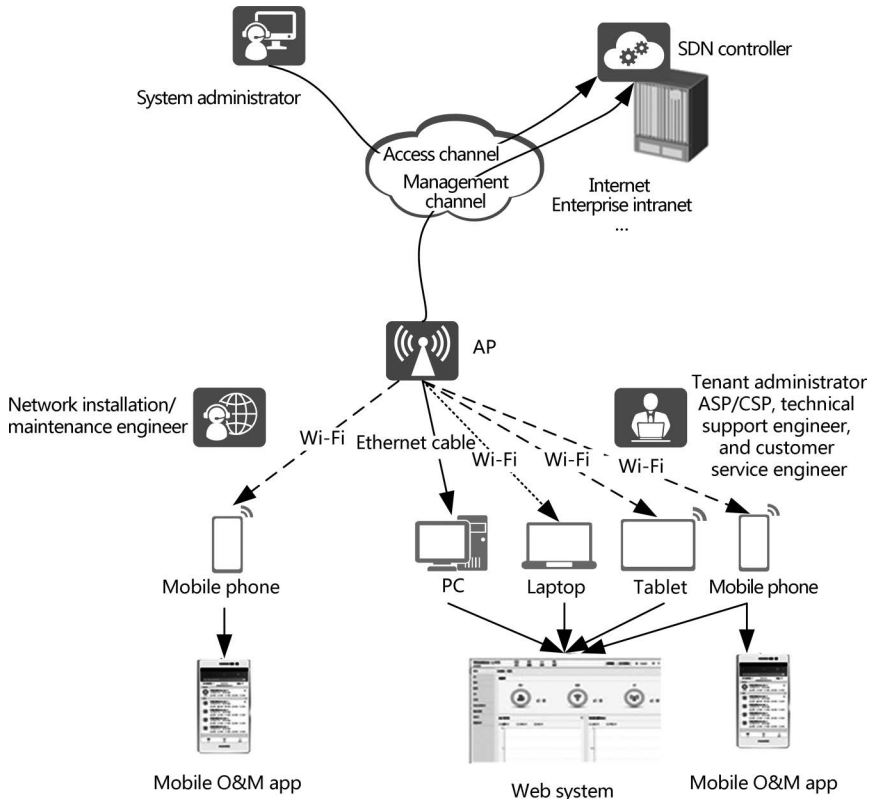 SDN controller
System administrator
Access channel
Management
channel
Internet
Enterprise intranet
...
AP
Network installation/
maintenance engineer
Tenant administrator
ASP/CSP, technical
support engineer,
and customer
service engineer
Wi-Fi
Ethernet cable
Wi-Fi
Wi-Fi
Wi-Fi
Mobile phone
PC
Laptop
Tablet
Mobile phone
Mobile O&M app
Web system
Mobile O&M app